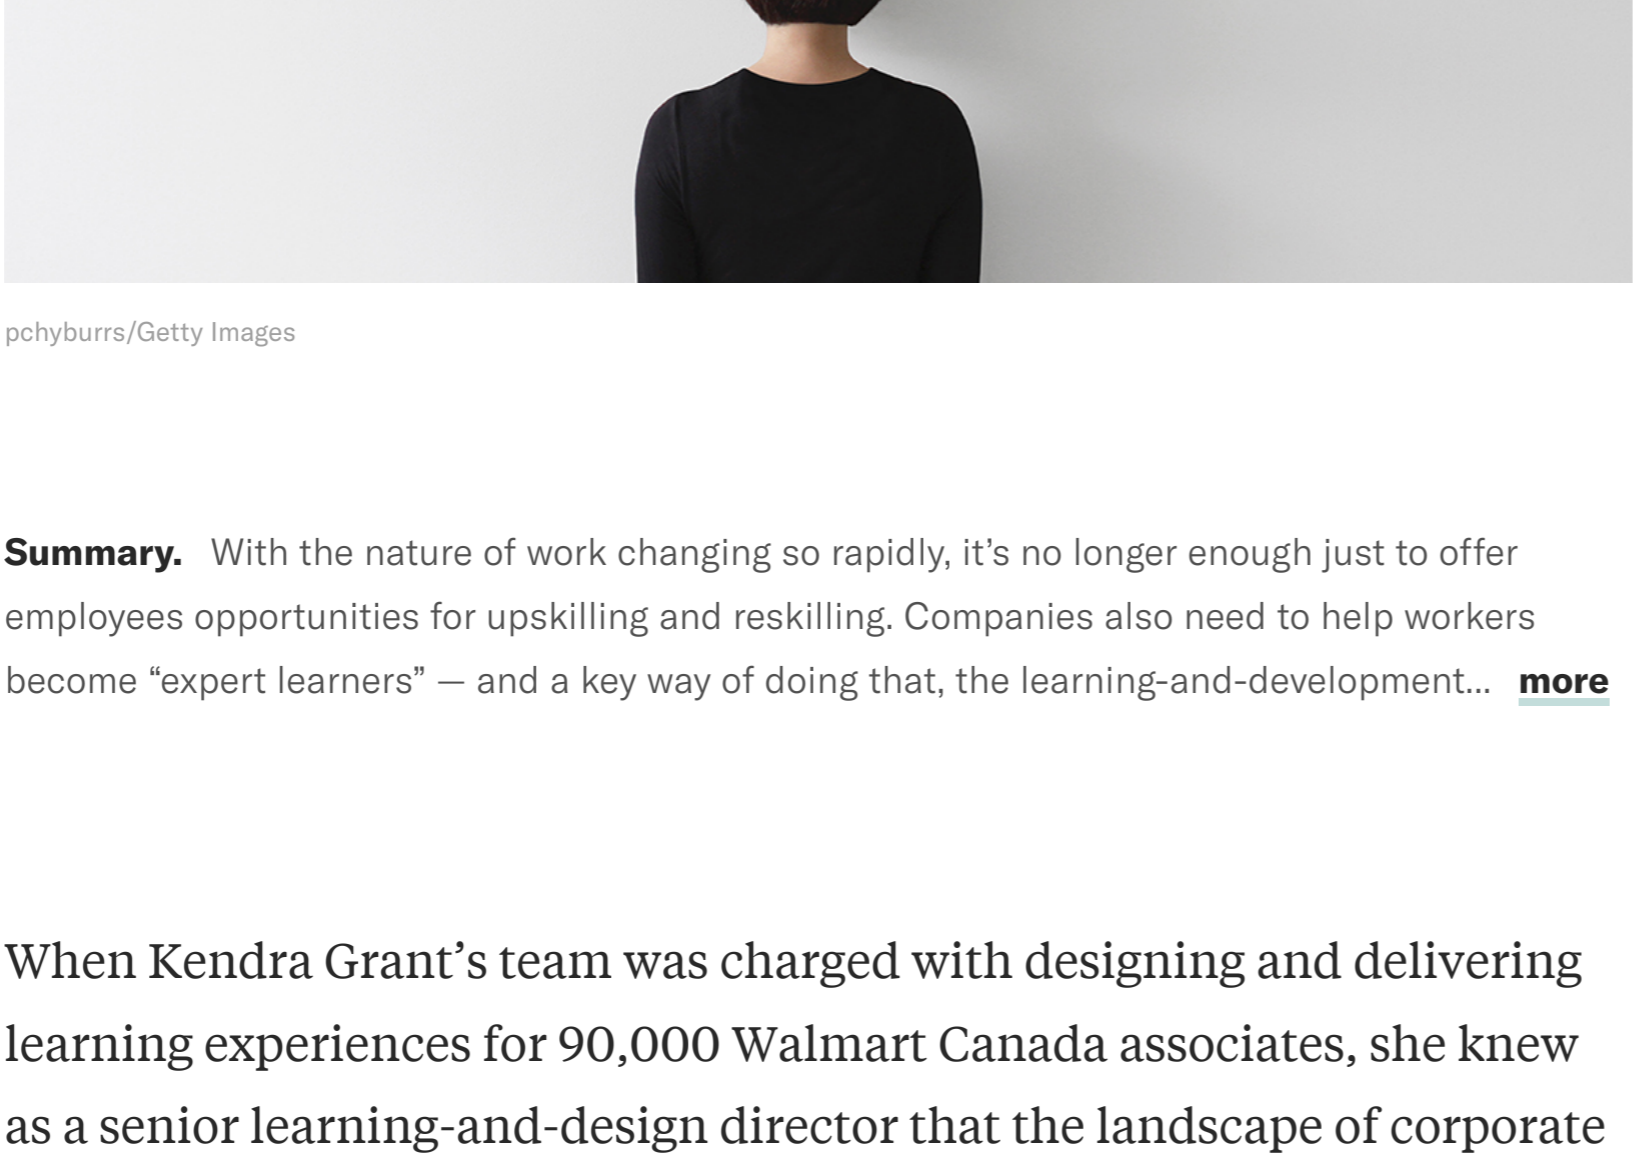 pchyburrs/Getty Images
Summary. With the nature of work changing so rapidly, it’s no longer enough just to offer
employees opportunities for upskilling and reskilling. Companies also need to help workers
become “expert learners” — and a key way of doing that, the learning-and-development... more
When Kendra Grant’s team was charged with designing and delivering
learning experiences for 90,000 Walmart Canada associates, she knew
as a senior learning-and-design director that the landscape of corporate